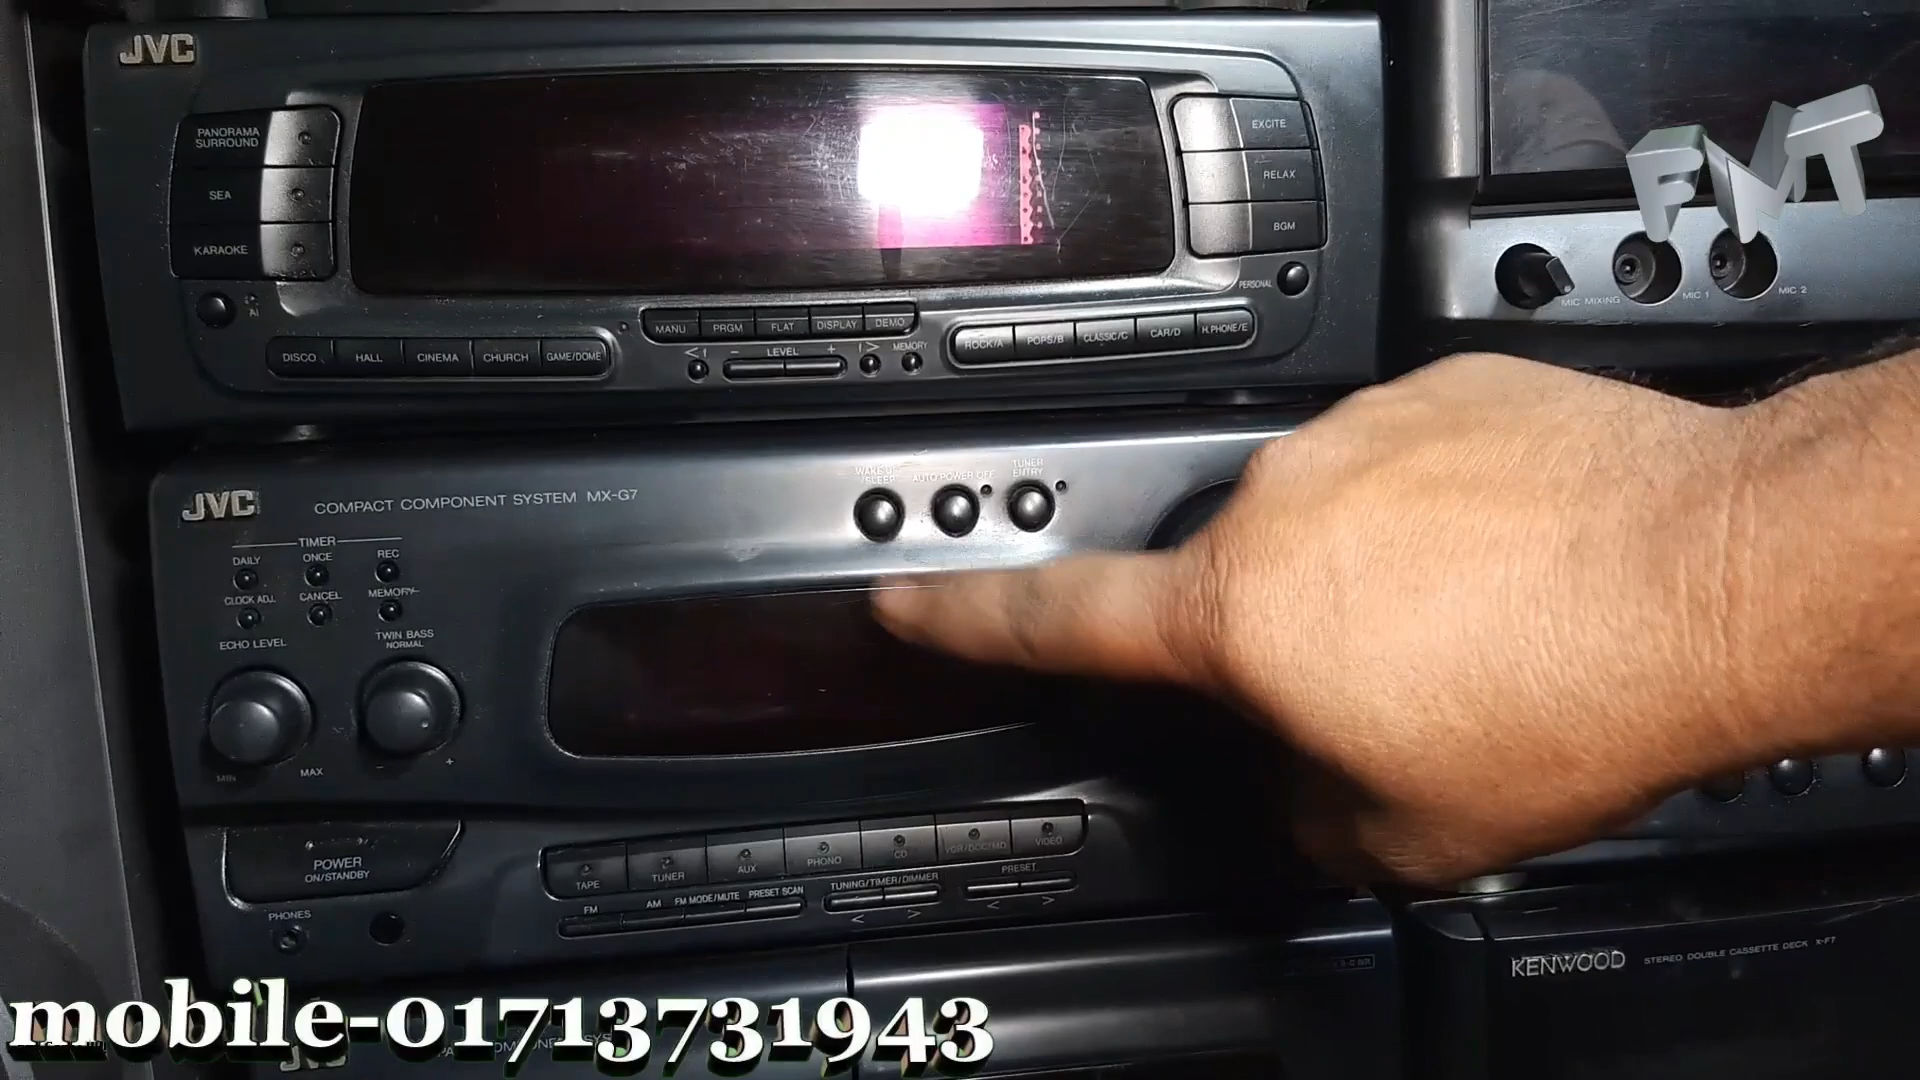 JVC
PANORAMA
SURROUND
SEA
KARAOKE
AI
EXCITE
RELAX
BGM
PERSONAL
FMT
MIC MIXING
MIC 1
MIC 2
DISCO
HALL
CINEMA
CHURCH
GAME/DOME
MANU
PRGM
FLAT
DISPLAY
DEMO
- LEVEL +
MEMORY
ROCK/A
POPS/B
CLASSIC/C
CAR/D
H.PHONE/E
JVC COMPACT COMPONENT SYSTEM MX-G7
WAKE UP
/SLEEP
AUTO POWER OFF
TUNER
ENTRY
TIMER
DAILY
ONCE
REC
CLOCK ADJ.
CANCEL
MEMORY
ECHO LEVEL
TWIN BASS
NORMAL
MIN
MAX
- +
POWER
ON/STANDBY
PHONES
TAPE
TUNER
AUX
PHONO
CD
VCR/DCC/MD
VIDEO
FM
AM
FM MODE/MUTE
PRESET SCAN
TUNING/TIMER/DIMMER
< >
PRESET
< >
KENWOOD STEREO DOUBLE CASSETTE DECK X-F7
mobile-01713731943
JVC